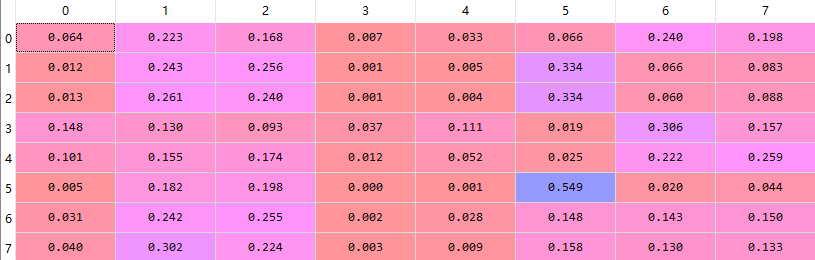 0 1 2 3 4 5 6 7
0 0.064 0.223 0.168 0.007 0.033 0.066 0.240 0.198
1 0.012 0.243 0.256 0.001 0.005 0.334 0.066 0.083
2 0.013 0.261 0.240 0.001 0.004 0.334 0.060 0.088
3 0.148 0.130 0.093 0.037 0.111 0.019 0.306 0.157
4 0.101 0.155 0.174 0.012 0.052 0.025 0.222 0.259
5 0.005 0.182 0.198 0.000 0.001 0.549 0.020 0.044
6 0.031 0.242 0.255 0.002 0.028 0.148 0.143 0.150
7 0.040 0.302 0.224 0.003 0.009 0.158 0.130 0.133